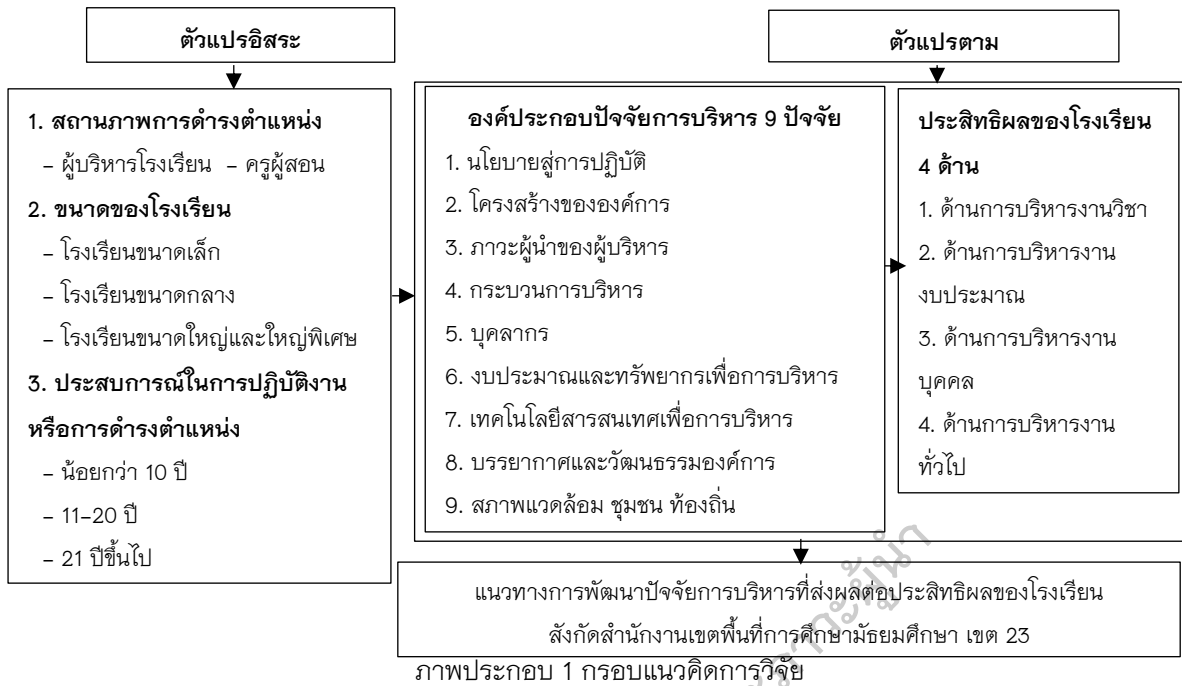 ตัวแปรอิสระ
ตัวแปรตาม
1. สถานภาพการดำรงตำแหน่ง
– ผู้บริหารโรงเรียน – ครูผู้สอน
2. ขนาดของโรงเรียน
– โรงเรียนขนาดเล็ก
– โรงเรียนขนาดกลาง
– โรงเรียนขนาดใหญ่และใหญ่พิเศษ
3. ประสบการณ์ในการปฏิบัติงาน
หรือการดำรงตำแหน่ง
– น้อยกว่า 10 ปี
– 11–20 ปี
– 21 ปีขึ้นไป
องค์ประกอบปัจจัยการบริหาร 9 ปัจจัย
1. นโยบายสู่การปฏิบัติ
2. โครงสร้างขององค์การ
3. ภาวะผู้นำของผู้บริหาร
4. กระบวนการบริหาร
5. บุคลากร
6. งบประมาณและทรัพยากรเพื่อการบริหาร
7. เทคโนโลยีสารสนเทศเพื่อการบริหาร
8. บรรยากาศและวัฒนธรรมองค์การ
9. สภาพแวดล้อม ชุมชน ท้องถิ่น
ประสิทธิผลของโรงเรียน
4 ด้าน
1. ด้านการบริหารงานวิชา
2. ด้านการบริหารงาน
งบประมาณ
3. ด้านการบริหารงาน
บุคคล
4. ด้านการบริหารงาน
ทั่วไป
แนวทางการพัฒนาปัจจัยการบริหารที่ส่งผลต่อประสิทธิผลของโรงเรียน
สังกัดสำนักงานเขตพื้นที่การศึกษามัธยมศึกษา เขต 23
ภาพประกอบ 1 กรอบแนวคิดการวิจัย